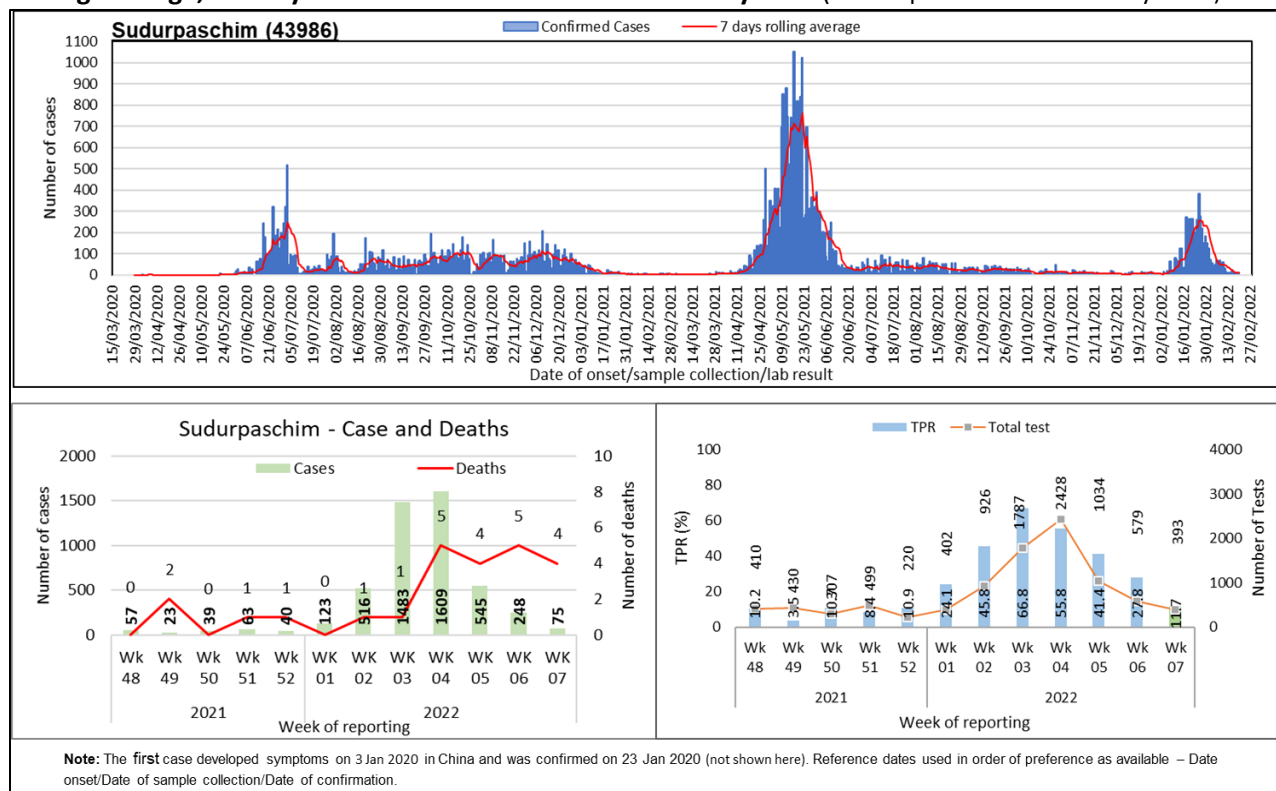 Sudurpaschim (43986)
Confirmed Cases 7 days rolling average
Number of cases
1100
1000
900
800
700
600
500
400
300
200
100
0
15/03/2020 29/03/2020 12/04/2020 26/04/2020 10/05/2020 24/05/2020 07/06/2020 21/06/2020 05/07/2020 19/07/2020 02/08/2020 16/08/2020 30/08/2020 13/09/2020 27/09/2020 11/10/2020 25/10/2020 08/11/2020 22/11/2020 06/12/2020 20/12/2020 03/01/2021 17/01/2021 31/01/2021 14/02/2021 28/02/2021 14/03/2021 28/03/2021 11/04/2021 25/04/2021 09/05/2021 23/05/2021 06/06/2021 20/06/2021 04/07/2021 18/07/2021 01/08/2021 15/08/2021 29/08/2021 12/09/2021 26/09/2021 10/10/2021 24/10/2021 07/11/2021 21/11/2021 05/12/2021 19/12/2021 02/01/2022 16/01/2022 30/01/2022 13/02/2022 27/02/2022
Date of onset/sample collection/lab result
Sudurpaschim - Case and Deaths
Cases Deaths
Number of cases
2000
1500
1000
500
0
10
8
6
4
2
0
Number of deaths
0 2 0 1 1 0 1 1 5 4 5 4
57 23 39 63 40 123 516 1483 1609 545 248 75
Wk Wk Wk Wk Wk WK WK WK WK WK WK WK
48 49 50 51 52 01 02 03 04 05 06 07
2021 2022
Week of reporting
TPR Total test
TPR (%)
100
80
60
40
20
0
4000
3000
2000
1000
0
Number of Tests
410 430 307 499 220 402 926 1787 2428 1034 579 393
10.2 10.9 24.1 45.8 66.8 55.8 41.4 27.8 11.7
Wk Wk Wk Wk Wk Wk Wk Wk Wk Wk Wk Wk
48 49 50 51 52 01 02 03 04 05 06 07
2021 2022
Week of reporting
Note: The first case developed symptoms on 3 Jan 2020 in China and was confirmed on 23 Jan 2020 (not shown here). Reference dates used in order of preference as available – Date
onset/Date of sample collection/Date of confirmation.